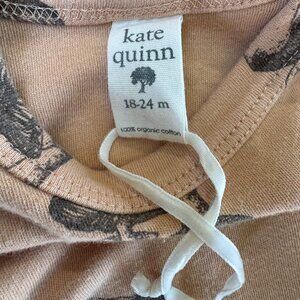 kate
quinn
18-24 m
100% organic cotton